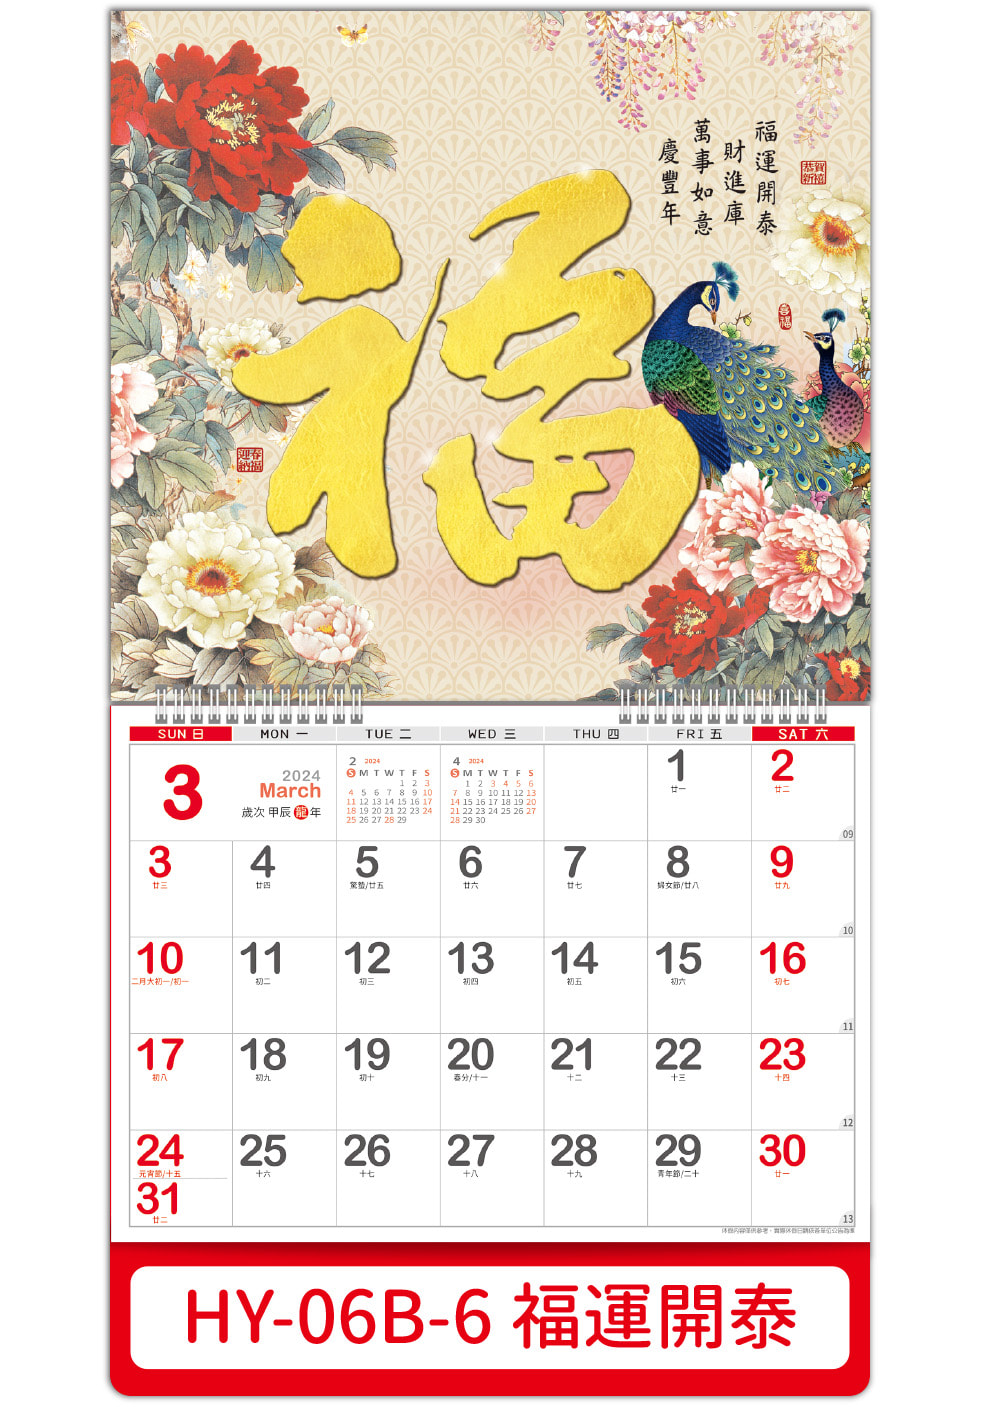 福運開泰
財進庫
萬事如意
慶豐年
恭賀新禧
喜福
迎春納福
福
SUN 日 MON 一 TUE 二 WED 三 THU 四 FRI 五 SAT 六
3
2024
March
歲次 甲辰 龍 年
2 2024
S M T W T F S
1 2 3
4 5 6 7 8 9 10
11 12 13 14 15 16 17
18 19 20 21 22 23 24
25 26 27 28 29
4 2024
S M T W T F S
1 2 3 4 5 6
7 8 9 10 11 12 13
14 15 16 17 18 19 20
21 22 23 24 25 26 27
28 29 30
1 2
廿一 廿二
09
3 4 5 6 7 8 9
廿三 廿四 驚蟄/廿五 廿六 廿七 婦女節/廿八 廿九
10
10 11 12 13 14 15 16
二月大初一/初一 初二 初三 初四 初五 初六 初七
11
17 18 19 20 21 22 23
初八 初九 初十 春分/十一 十二 十三 十四
12
24 25 26 27 28 29 30
元宵節/十五 十六 十七 十八 十九 青年節/二十 廿一
31
廿二
13
HY-06B-6 福運開泰